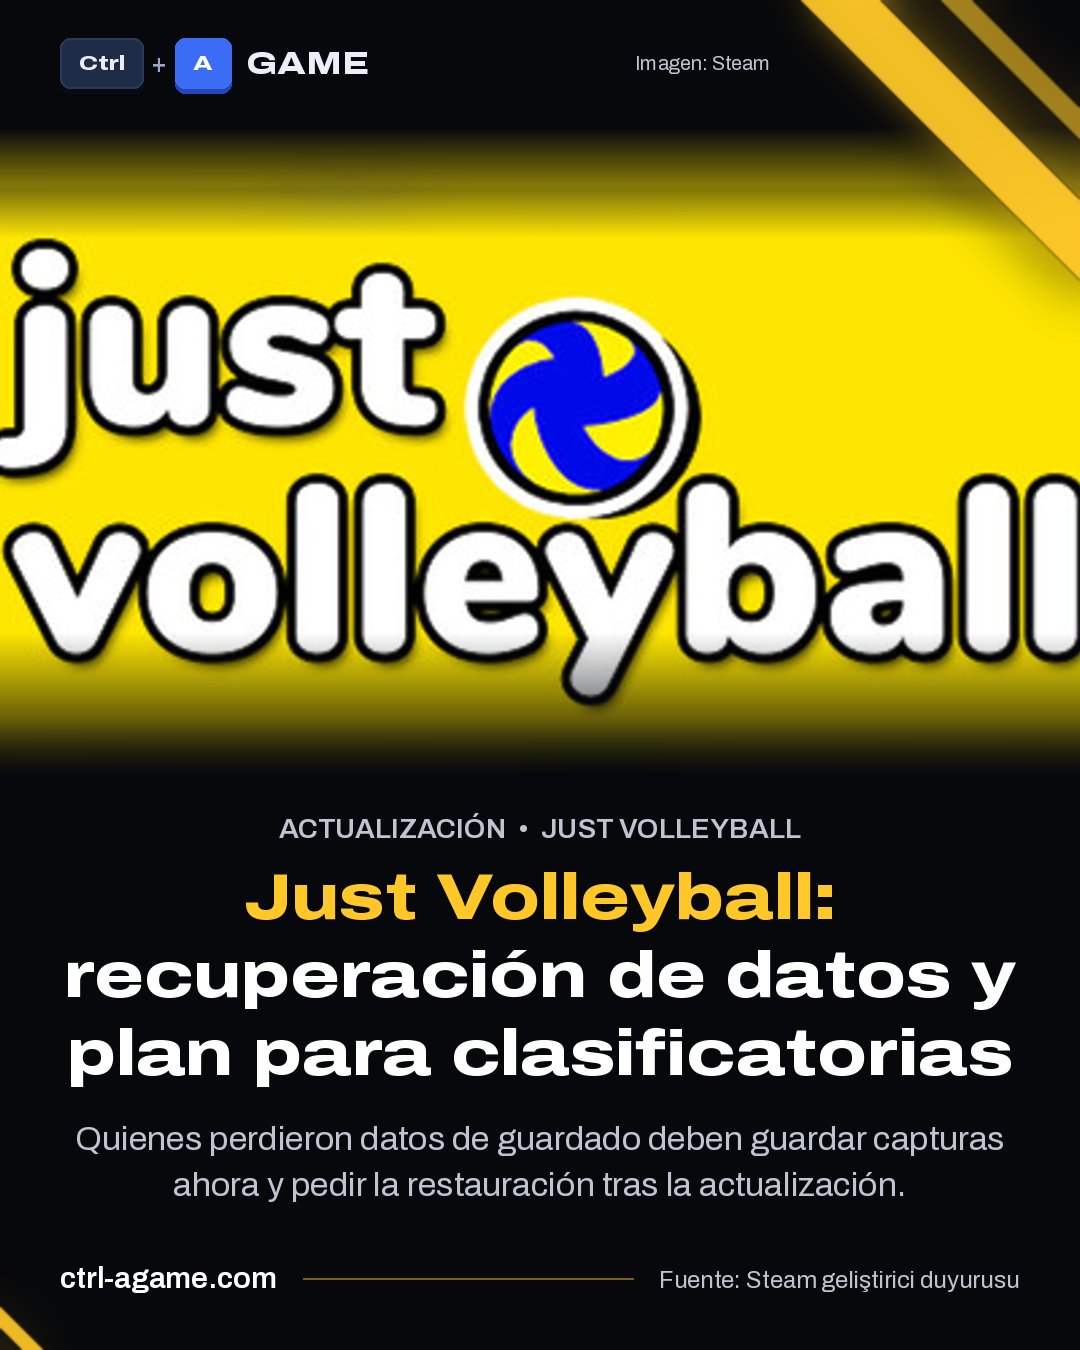 Ctrl + A GAME
Imagen: Steam
just
volleyball
ACTUALIZACIÓN • JUST VOLLEYBALL
Just Volleyball:
recuperación de datos y
plan para clasificatorias
Quienes perdieron datos de guardado deben guardar capturas
ahora y pedir la restauración tras la actualización.
ctrl-agame.com
Fuente: Steam geliştirici duyurusu